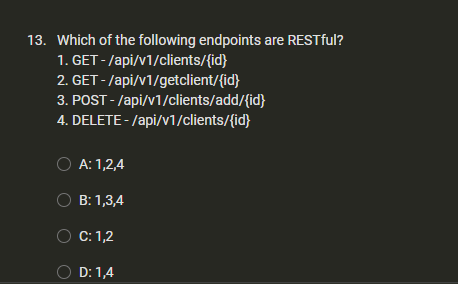 13. Which of the following endpoints are RESTful?
1. GET - /api/v1/clients/{id}
2. GET - /api/v1/getclient/{id}
3. POST - /api/v1/clients/add/{id}
4. DELETE - /api/v1/clients/{id}
A: 1,2,4
B: 1,3,4
C: 1,2
D: 1,4